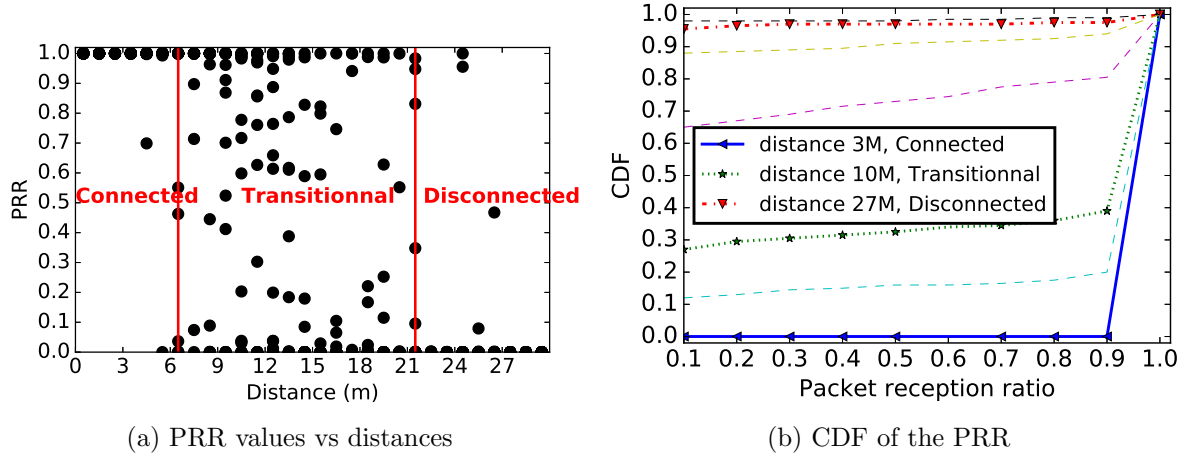 1.0
0.9
0.8
0.7
0.6
0.5
0.4
0.3
0.2
0.1
0.0
PRR
Connected
Transitionnal
Disconnected
0 3 6 9 12 15 18 21 24 27
Distance (m)
(a) PRR values vs distances
1.0
0.9
0.8
0.7
0.6
0.5
0.4
0.3
0.2
0.1
0.0
CDF
distance 3M, Connected
distance 10M, Transitionnal
distance 27M, Disconnected
0.1 0.2 0.3 0.4 0.5 0.6 0.7 0.8 0.9 1.0
Packet reception ratio
(b) CDF of the PRR